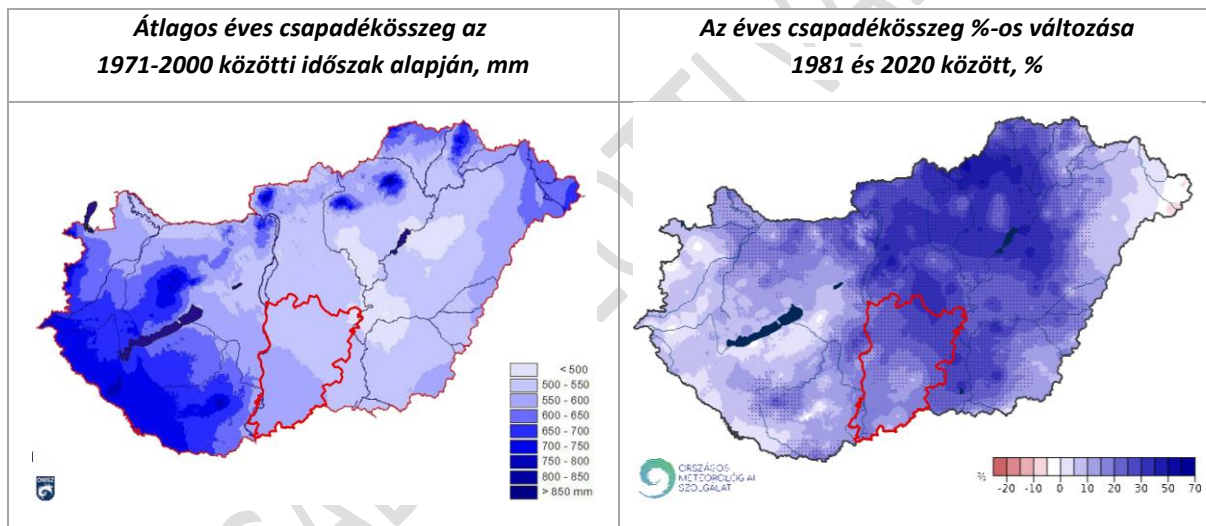 Átlagos éves csapadékösszeg az
1971-2000 közötti időszak alapján, mm
Az éves csapadékösszeg %-os változása
1981 és 2020 között, %
< 500
500 - 550
550 - 600
600 - 650
650 - 700
700 - 750
750 - 800
800 - 850
> 850 mm
OMSZ
ORSZÁGOS
METEOROLÓGIAI
SZOLGÁLAT
%
-20 -10 0 5 10 20 30 50 70